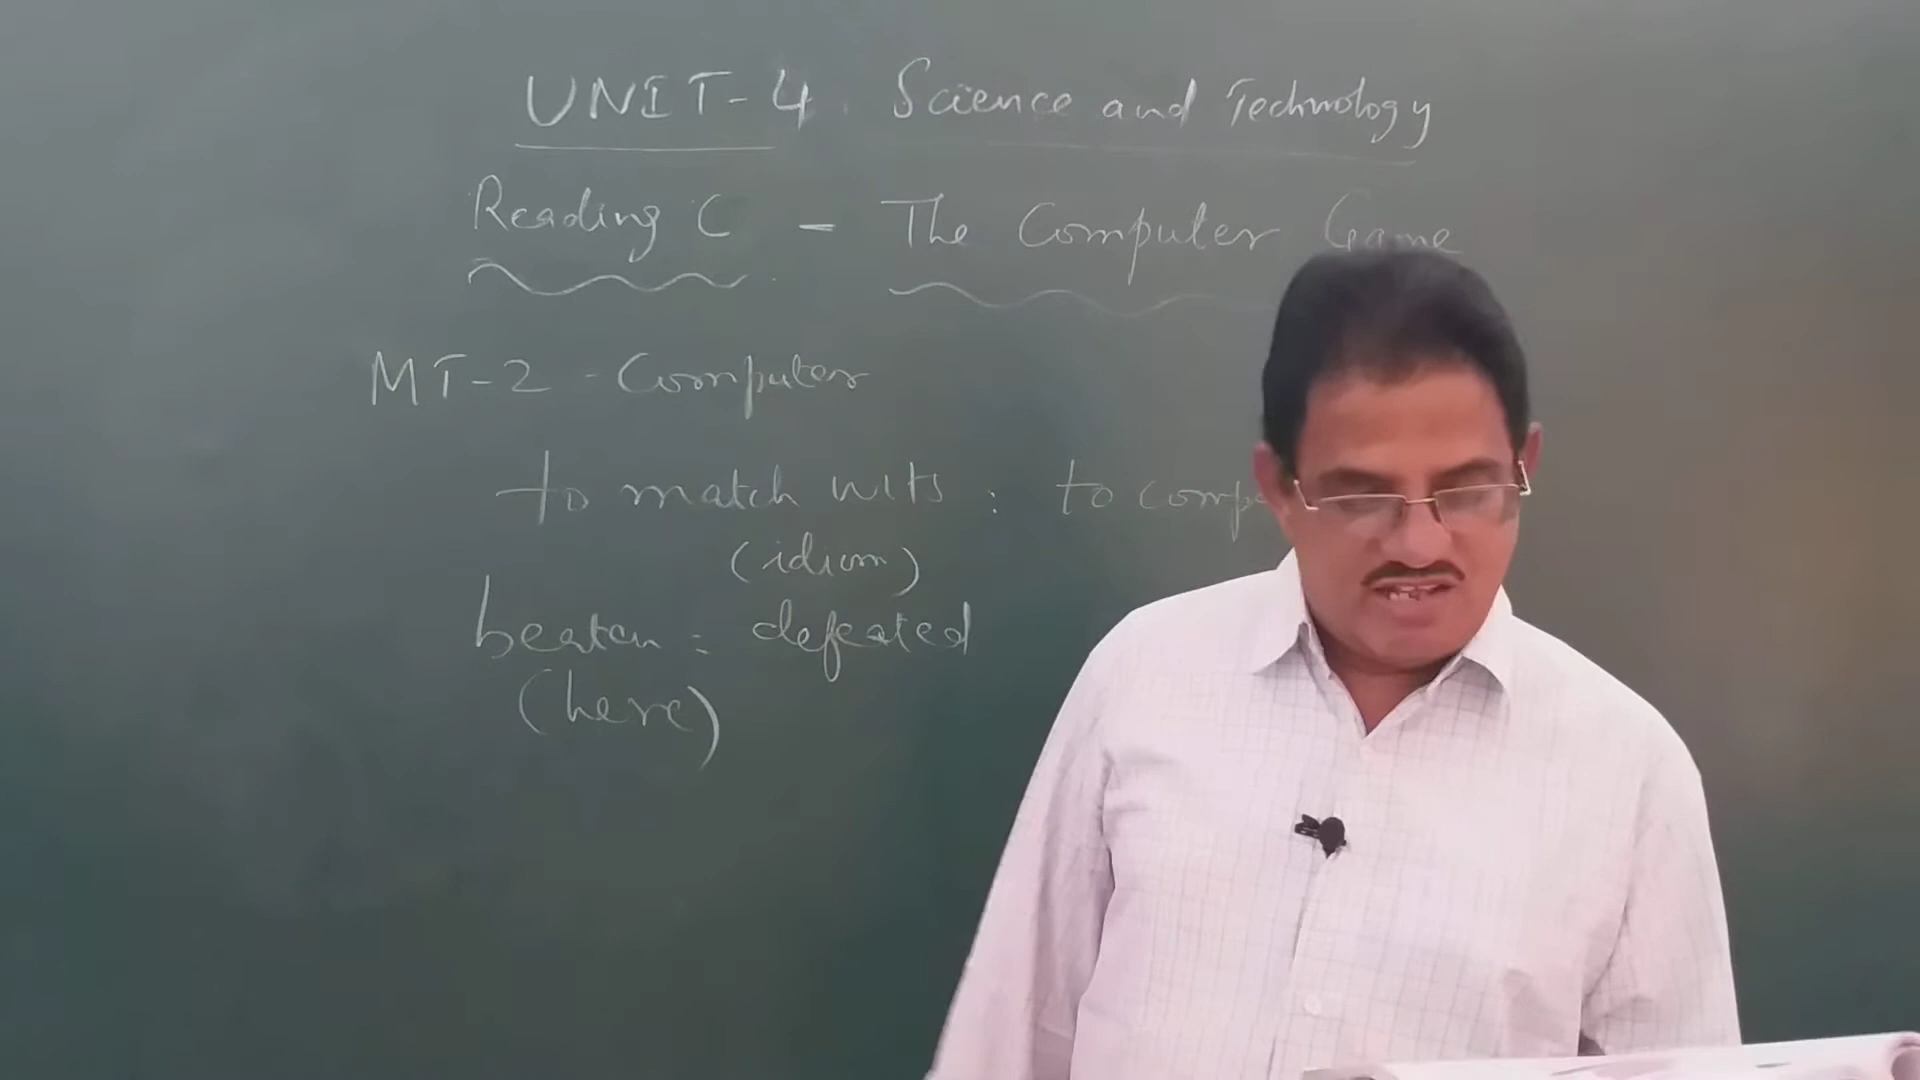 UNIT-4. Science and Technology
Reading C - The Computer Game
MT-2 - Computer
to match wits : to compe
(idiom)
beaten : defeated
(here)